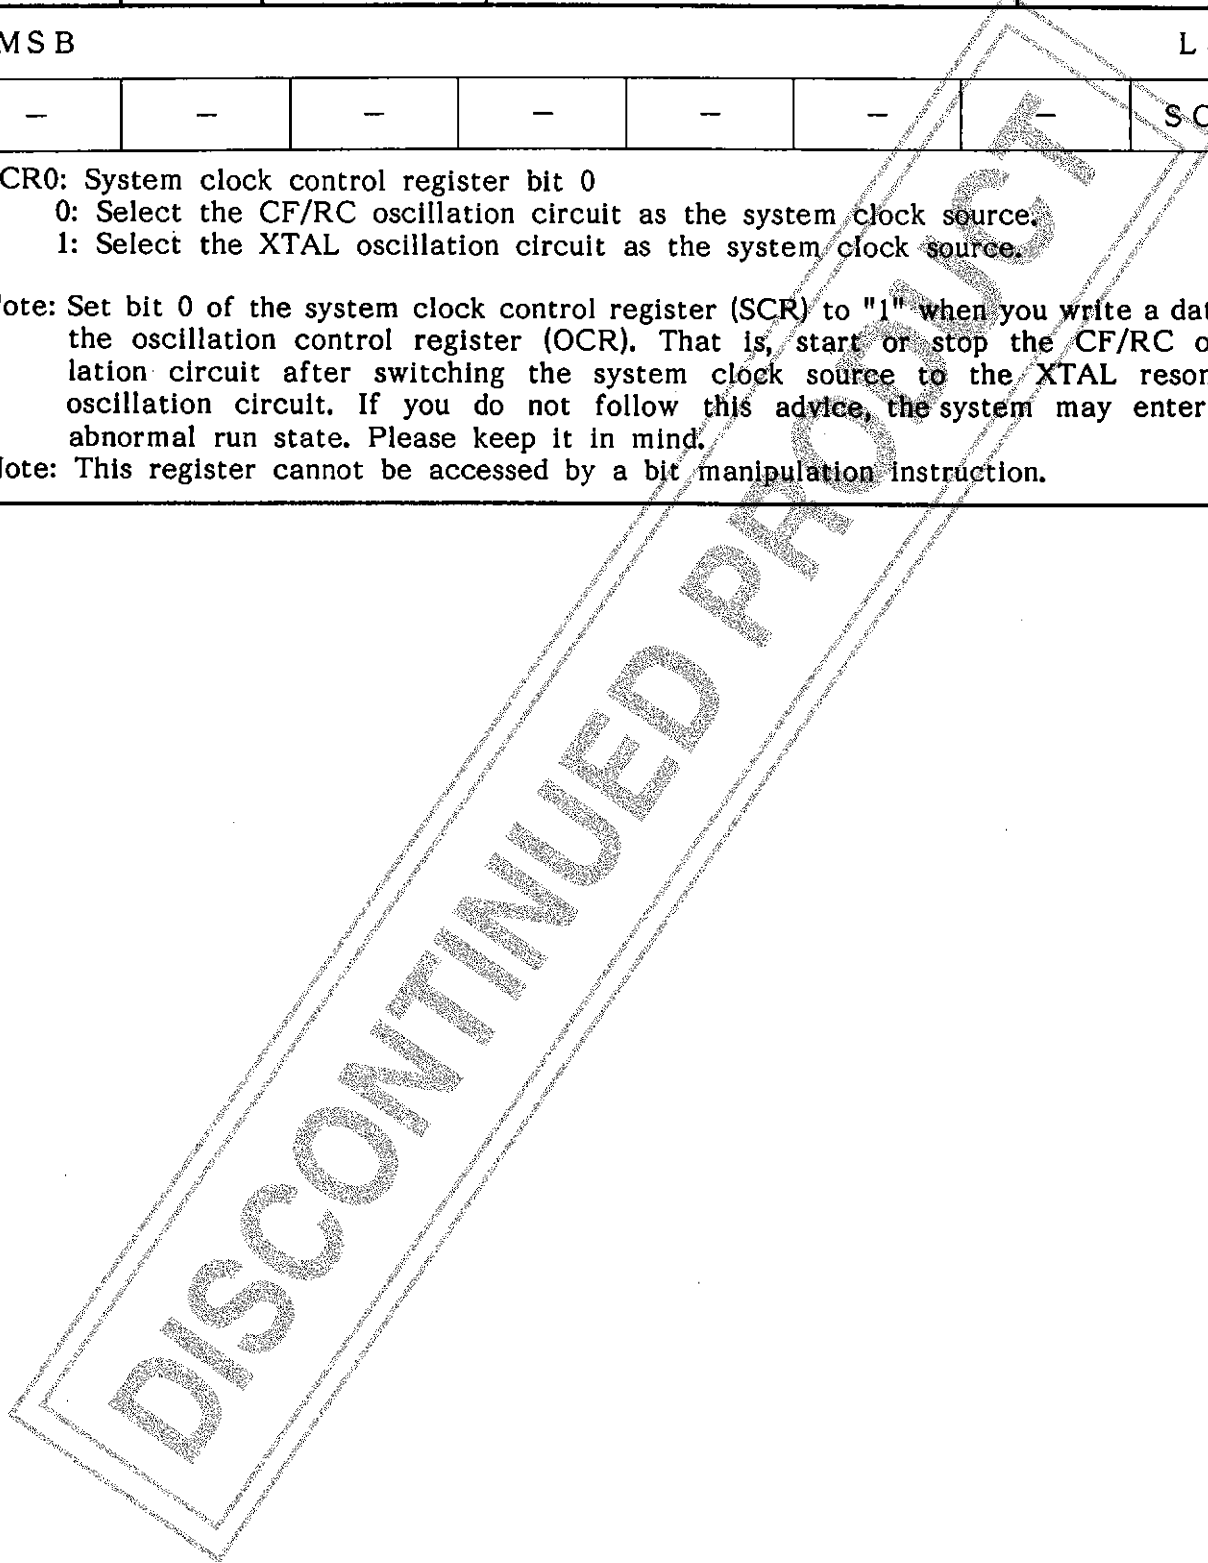 MSB L
– – – – – – – SC
CR0: System clock control register bit 0
0: Select the CF/RC oscillation circuit as the system clock source.
1: Select the XTAL oscillation circuit as the system clock source.
ote: Set bit 0 of the system clock control register (SCR) to "1" when you write a dat
the oscillation control register (OCR). That is, start or stop the CF/RC o
lation circuit after switching the system clock source to the XTAL reson
oscillation circuit. If you do not follow this advice, the system may enter
abnormal run state. Please keep it in mind.
ote: This register cannot be accessed by a bit manipulation instruction.
DISCONTINUED PRODUCT